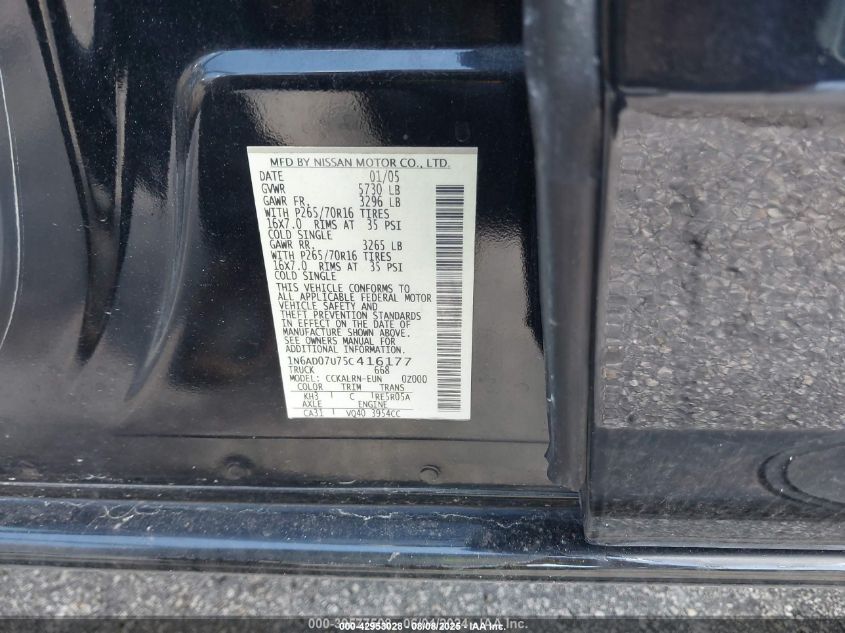 MFD BY NISSAN MOTOR CO., LTD.
DATE 01/05
GVWR 5730 LB
GAWR FR. 3296 LB
WITH P265/70R16 TIRES
16X7.0 RIMS AT 35 PSI
COLD SINGLE
GAWR RR. 3265 LB
WITH P265/70R16 TIRES
16X7.0 RIMS AT 35 PSI
COLD SINGLE
THIS VEHICLE CONFORMS TO
ALL APPLICABLE FEDERAL MOTOR
VEHICLE SAFETY AND
THEFT PREVENTION STANDARDS
IN EFFECT ON THE DATE OF
MANUFACTURE SHOWN ABOVE.
SEE OWNERS MANUAL FOR
ADDITIONAL INFORMATION.
1N6AD07U75C416177
TRUCK 668
MODEL: CCKALRN-EUN 02000
COLOR TRIM TRANS
KH3 C RE5R05A
AXLE ENGINE
CA31 VQ40 3954CC
42953028 - 08/08/2025 - IAA Inc.